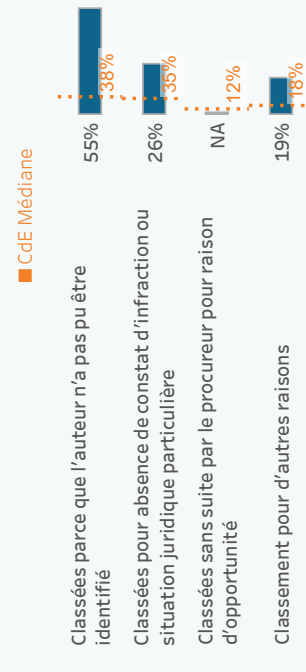 CdE Médiane
Classées parce que l'auteur n'a pas pu être
identifié
55%
38%
Classées pour absence de constat d'infraction ou
situation juridique particulière
26%
35%
Classées sans suite par le procureur pour raison
d'opportunité
NA
12%
Classement pour d'autres raisons
19%
18%